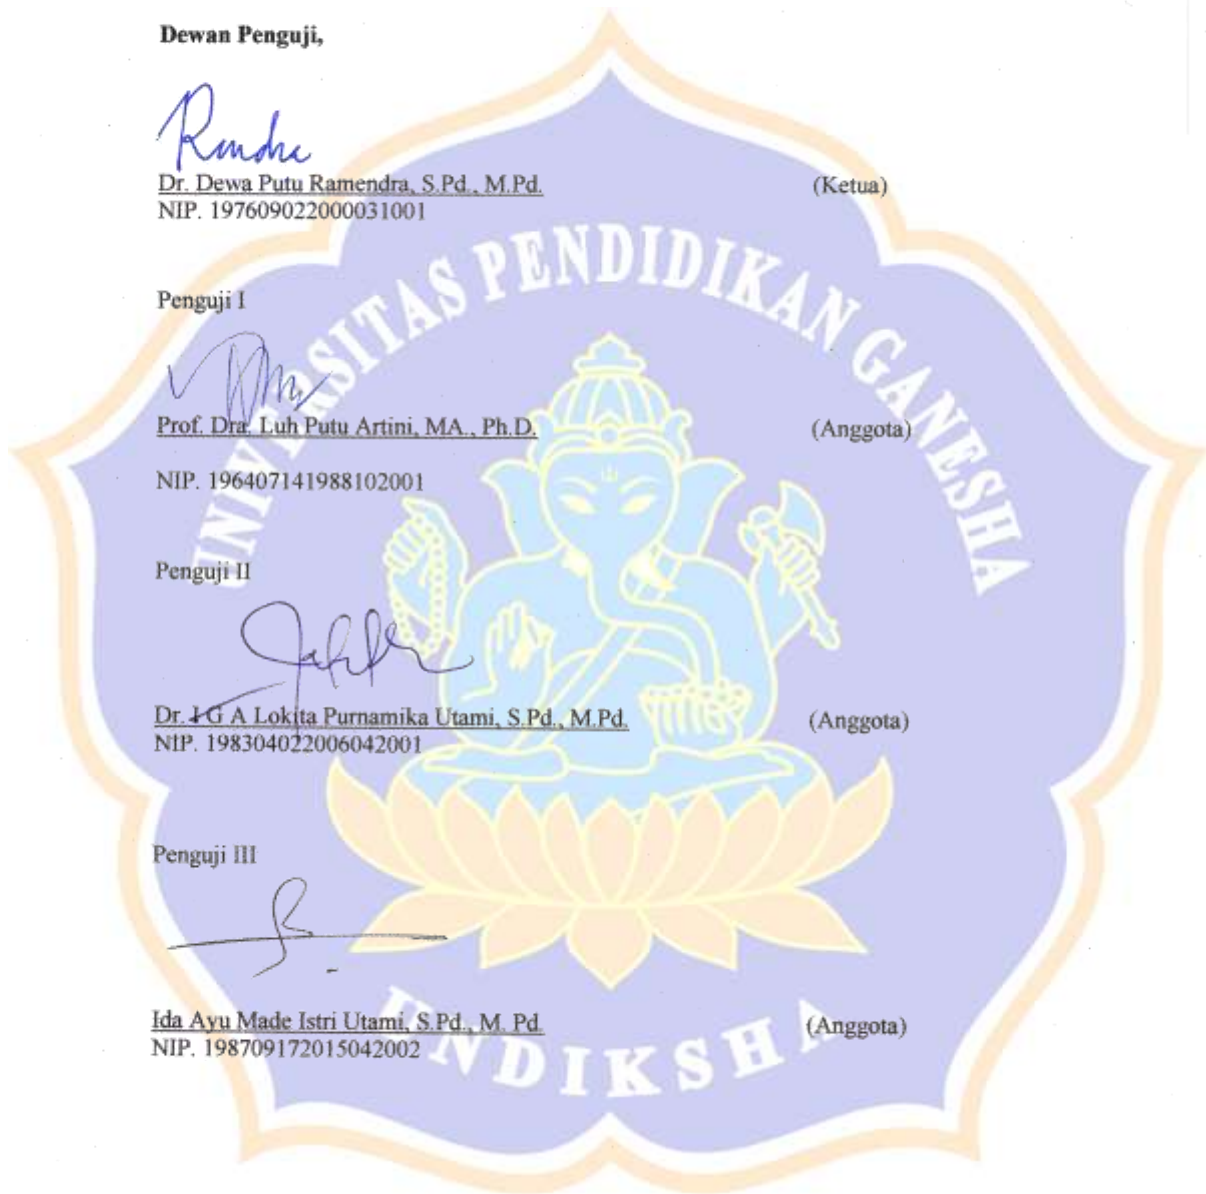 Dewan Penguji,
Dr. Dewa Putu Ramendra, S.Pd., M.Pd. (Ketua)
NIP. 197609022000031001
Penguji I
Prof. Dra. Luh Putu Artini, MA., Ph.D. (Anggota)
NIP. 196407141988102001
Penguji II
Dr. I G A Lokita Purnamika Utami, S.Pd., M.Pd. (Anggota)
NIP. 198304022006042001
Penguji III
Ida Ayu Made Istri Utami, S.Pd., M. Pd. (Anggota)
NIP. 198709172015042002
UNIVERSITAS PENDIDIKAN GANESHA
UNDIKSHA